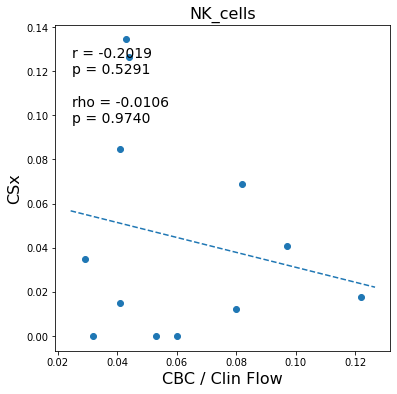 NK_cells
0.14
0.12
0.10
0.08
0.06
0.04
0.02
0.00
CSx
r = -0.2019
p = 0.5291
rho = -0.0106
p = 0.9740
0.02 0.04 0.06 0.08 0.10 0.12
CBC / Clin Flow